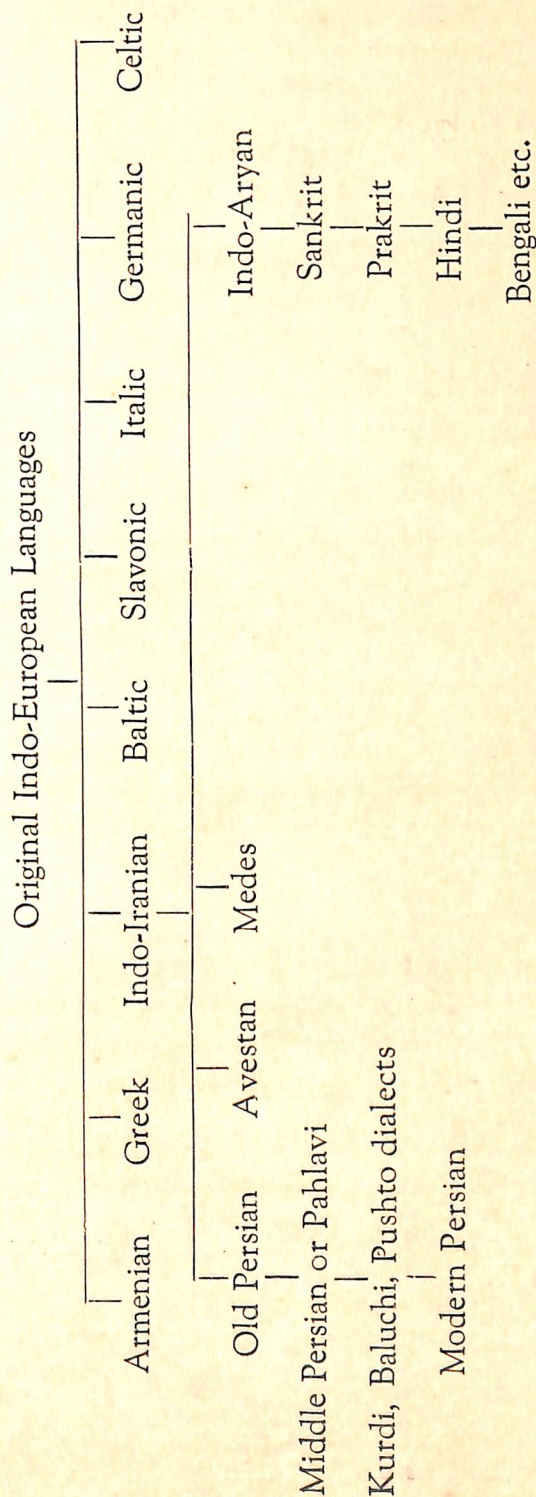 Original Indo-European Languages
Armenian Greek Indo-Iranian Baltic Slavonic Italic Germanic Celtic
Old Persian Avestan Medes Indo-Aryan
Middle Persian or Pahlavi Sankrit
Kurdi, Baluchi, Pushto dialects Prakrit
Modern Persian Hindi
Bengali etc.